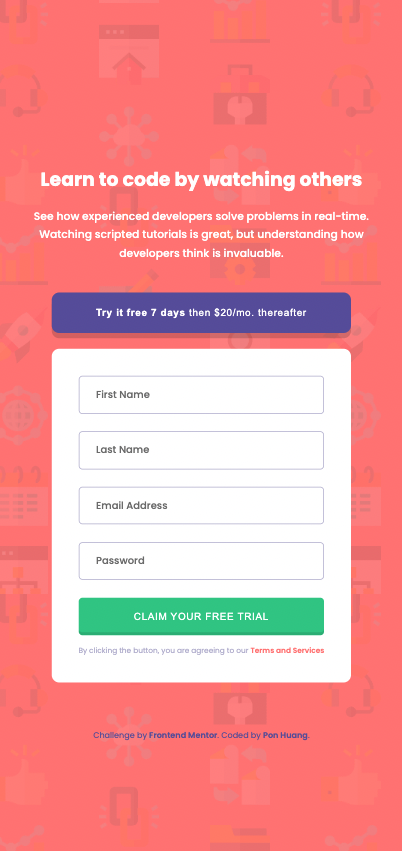 Learn to code by watching others
See how experienced developers solve problems in real-time.
Watching scripted tutorials is great, but understanding how
developers think is invaluable.
Try it free 7 days then $20/mo. thereafter
First Name
Last Name
Email Address
Password
CLAIM YOUR FREE TRIAL
By clicking the button, you are agreeing to our Terms and Services
Challenge by Frontend Mentor. Coded by Pon Huang.